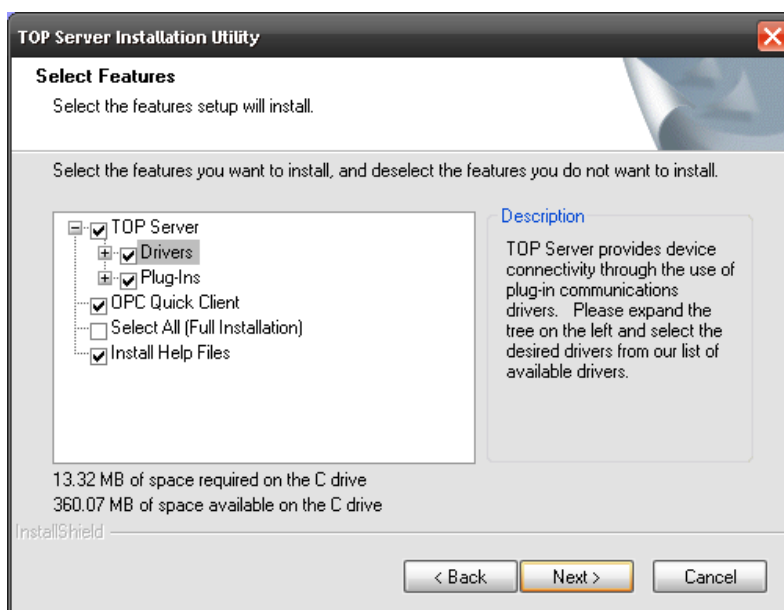 TOP Server Installation Utility
Select Features
Select the features setup will install.
Select the features you want to install, and deselect the features you do not want to install.
TOP Server
Drivers
Plug-Ins
OPC Quick Client
Select All (Full Installation)
Install Help Files
Description
TOP Server provides device
connectivity through the use of
plug-in communications
drivers. Please expand the
tree on the left and select the
desired drivers from our list of
available drivers.
13.32 MB of space required on the C drive
360.07 MB of space available on the C drive
InstallShield
< Back
Next >
Cancel